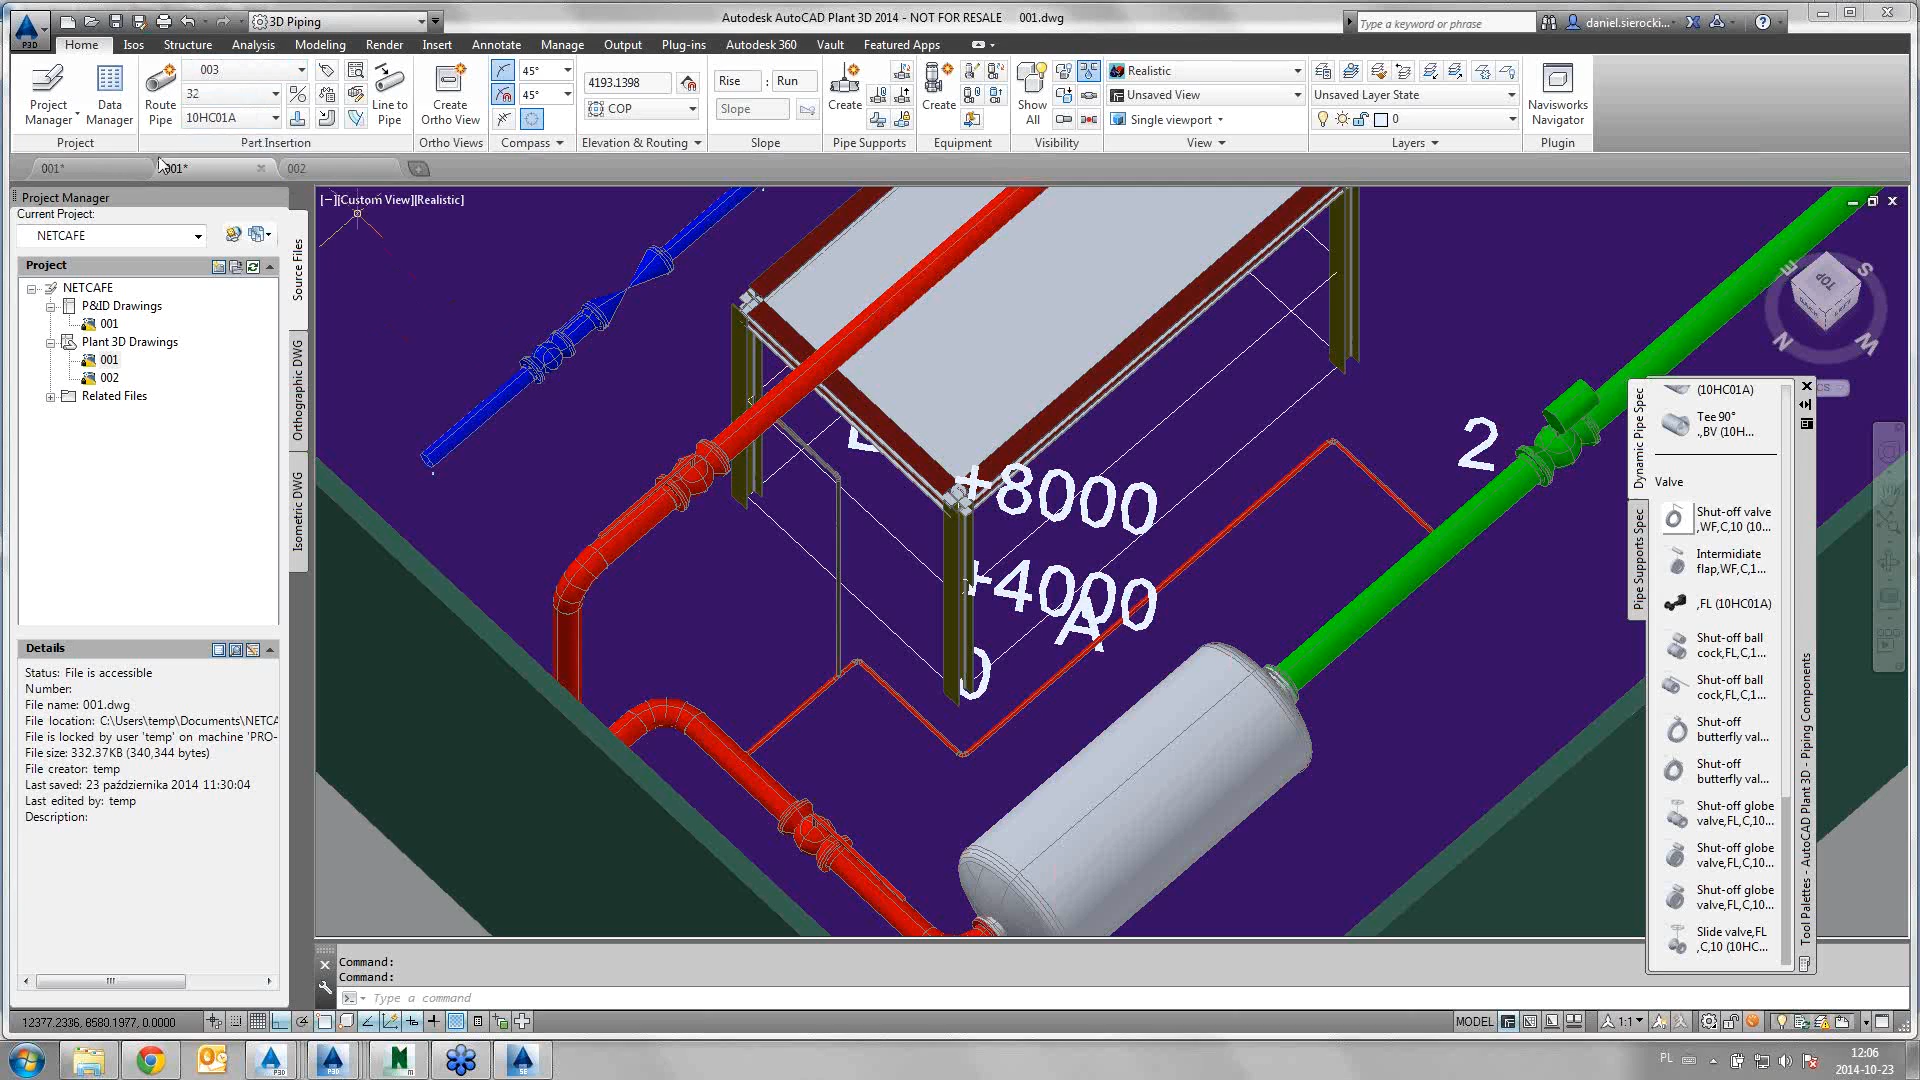 3D Piping
Autodesk AutoCAD Plant 3D 2014 - NOT FOR RESALE 001.dwg
Type a keyword or phrase
daniel.sierocki...
P3D
Home Isos Structure Analysis Modeling Render Insert Annotate Manage Output Plug-ins Autodesk 360 Vault Featured Apps
Project Manager
Data Manager
Project
Route Pipe
003
32
10HC01A
Line to Pipe
Part Insertion
Create Ortho View
Ortho Views
45°
45°
Compass
4193.1398
COP
Elevation & Routing
Rise : Run
Slope
Slope
Create
Pipe Supports
Create
Equipment
Show All
Visibility
Realistic
Unsaved View
Single viewport
View
Unsaved Layer State
0
Layers
Navisworks Navigator
Plugin
001*
001*
002
Project Manager
Current Project:
NETCAFE
Project
NETCAFE
P&ID Drawings
001
Plant 3D Drawings
001
002
Related Files
Source Files
Orthographic DWG
Isometric DWG
Details
Status: File is accessible
Number:
File name: 001.dwg
File location: C:\Users\temp\Documents\NETCA
File is locked by user 'temp' on machine 'PRO-
File size: 332.37KB (340,344 bytes)
File creator: temp
Last saved: 23 października 2014 11:30:04
Last edited by: temp
Description:
[−][Custom View][Realistic]
+8000
+4000
A
0
2
TOP
E
S
N
W
Dynamic Pipe Spec
Pipe Supports Spec
Tool Palettes - AutoCAD Plant 3D - Piping Components
(10HC01A)
Tee 90°
.,BV (10H...
Valve
Shut-off valve
,WF,C,10 (10...
Intermidiate
flap,WF,C,1...
,FL (10HC01A)
Shut-off ball
cock,FL,C,1...
Shut-off ball
cock,FL,C,1...
Shut-off
butterfly val...
Shut-off
butterfly val...
Shut-off globe
valve,FL,C,10...
Shut-off globe
valve,FL,C,10...
Shut-off globe
valve,FL,C,10...
Slide valve,FL
,C,10 (10HC...
Command:
Command:
Type a command
12377.2336, 8580.1977, 0.0000
MODEL
1:1
PL
12:06
2014-10-23